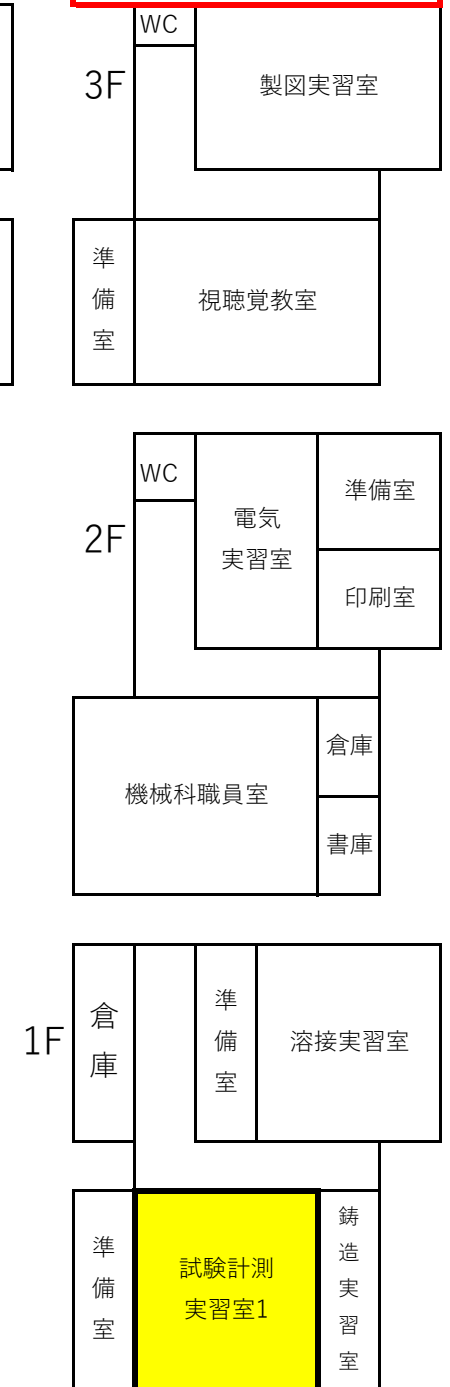 WC
3F
製図実習室
準
備
室
視聴覚教室
WC
2F
電気
実習室
準備室
印刷室
機械科職員室
倉庫
書庫
1F
倉
庫
準
備
室
溶接実習室
準
備
室
試験計測
実習室1
鋳
造
実
習
室